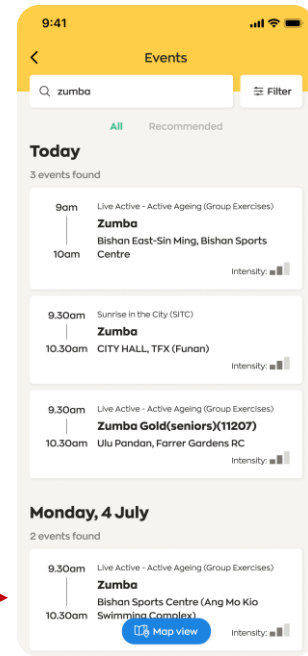 9:41
Events
zumba
Filter
All Recommended
Today
3 events found
9am Live Active - Active Ageing (Group Exercises)
Zumba
Bishan East-Sin Ming, Bishan Sports
10am Centre
Intensity:
9.30am Sunrise in the City (SITC)
Zumba
10.30am CITY HALL, TFX (Funan)
Intensity:
9.30am Live Active - Active Ageing (Group Exercises)
Zumba Gold(seniors)(11207)
10.30am Ulu Pandan, Farrer Gardens RC
Intensity:
Monday, 4 July
2 events found
9.30am Live Active - Active Ageing (Group Exercises)
Zumba
Bishan Sports Centre (Ang Mo Kio
10.30am Swimming Complex)
Map view
Intensity: